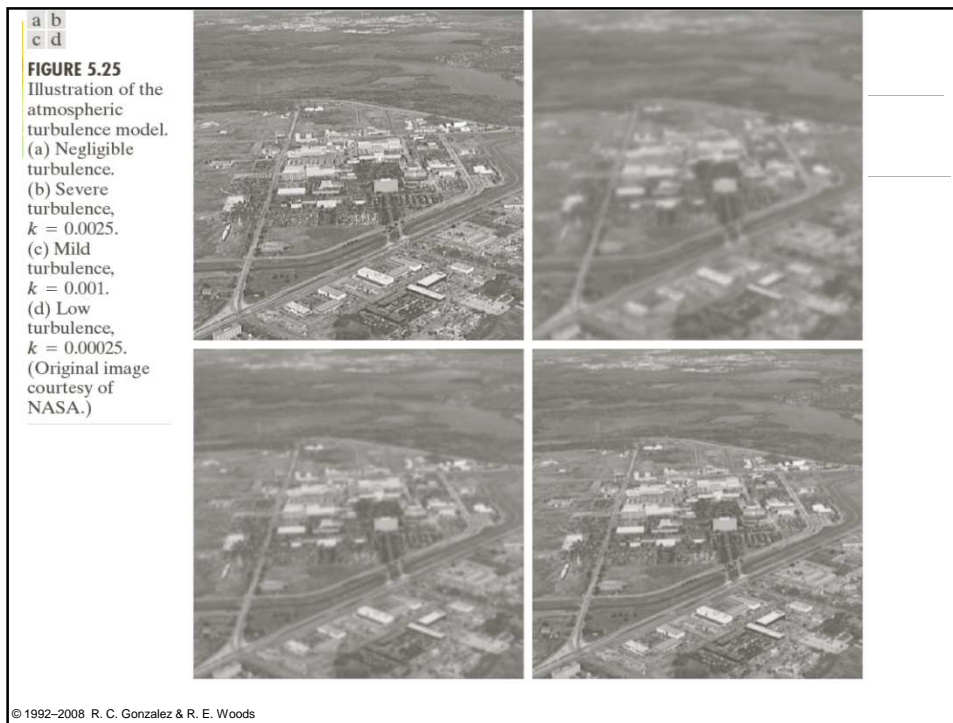 a b
c d
FIGURE 5.25
Illustration of the
atmospheric
turbulence model.
(a) Negligible
turbulence.
(b) Severe
turbulence,
k = 0.0025.
(c) Mild
turbulence,
k = 0.001.
(d) Low
turbulence,
k = 0.00025.
(Original image
courtesy of
NASA.)
© 1992–2008 R. C. Gonzalez & R. E. Woods